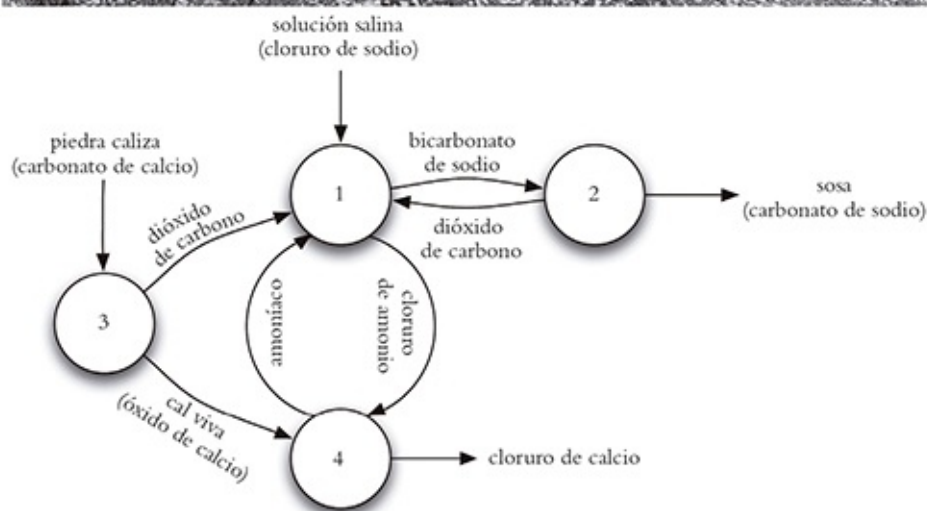 solución salina
(cloruro de sodio)
piedra caliza
(carbonato de calcio)
1
bicarbonato
de sodio
2
sosa
(carbonato de sodio)
dióxido
de carbono
dióxido
de carbono
3
amoníaco
cloruro
de amonio
cal viva
(óxido de calcio)
4
cloruro de calcio